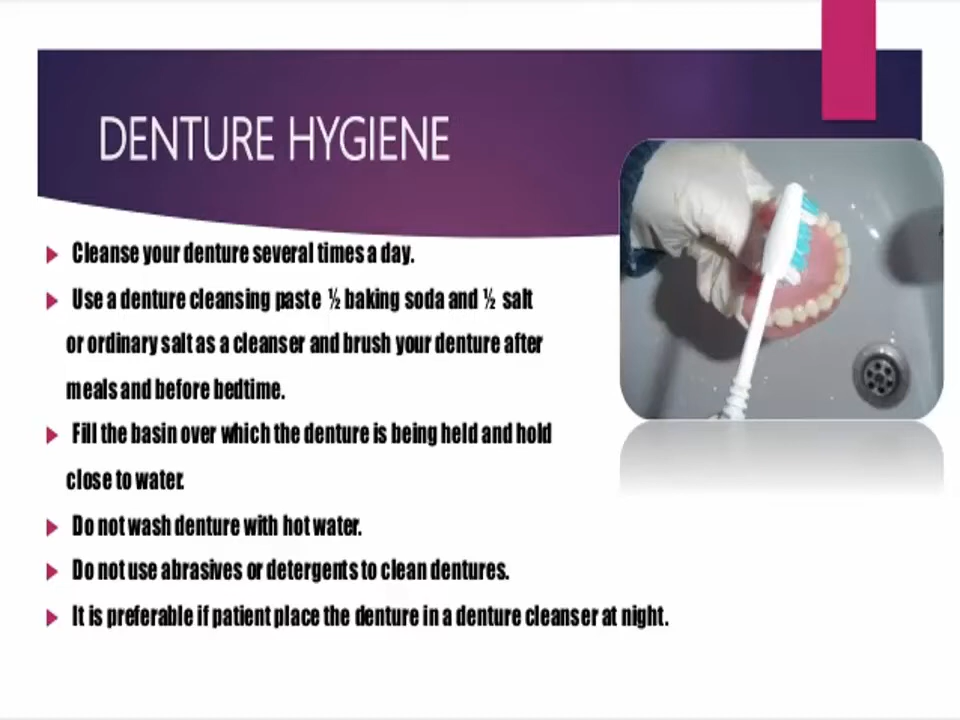 DENTURE HYGIENE
Cleanse your denture several times a day.
Use a denture cleansing paste ½ baking soda and ½ salt
or ordinary salt as a cleanser and brush your denture after
meals and before bedtime.
Fill the basin over which the denture is being held and hold
close to water.
Do not wash denture with hot water.
Do not use abrasives or detergents to clean dentures.
It is preferable if patient place the denture in a denture cleanser at night.